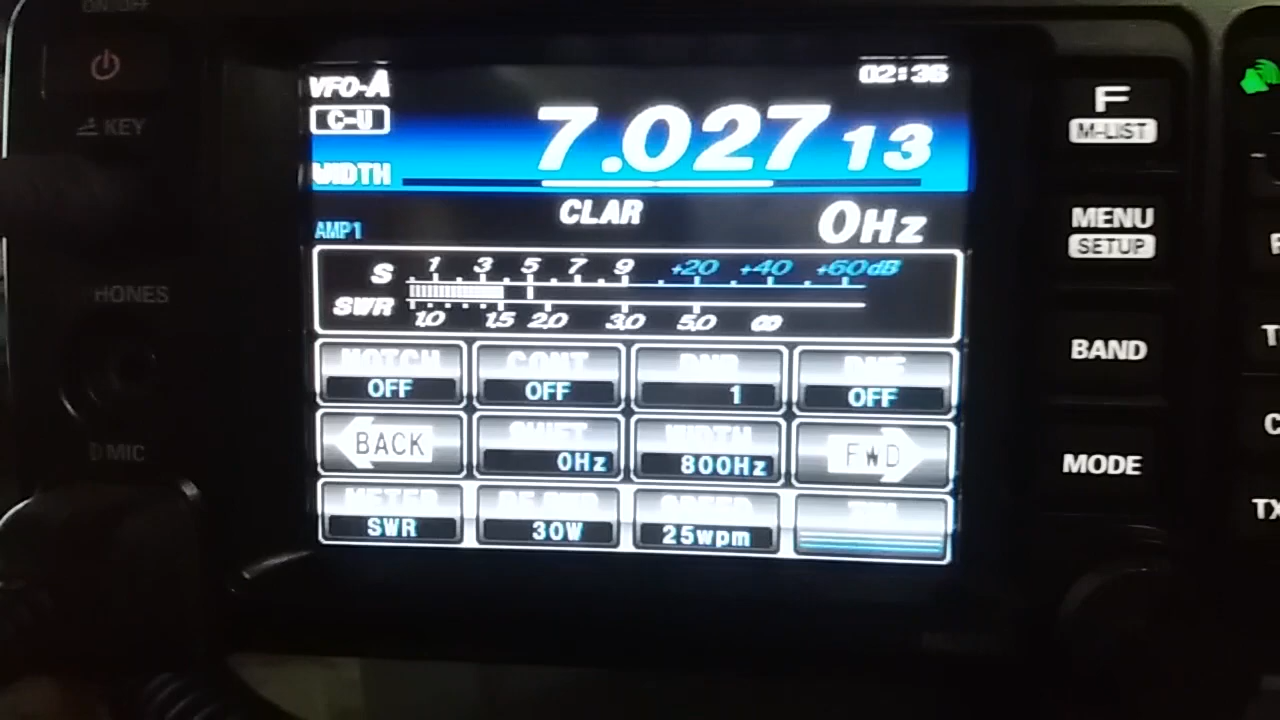 ON/OFF
KEY
HONES
MIC
VFO-A
02:36
C-U
7.027 13
WIDTH
CLAR
0Hz
AMP1
S 1 3 5 7 9 +20 +40 +60dB
SWR 1.0 1.5 2.0 3.0 5.0 ∞
NOTCH CONT DNR DNF
OFF OFF 1 OFF
BACK SHIFT WIDTH FWD
0Hz 800Hz
METER RF PWR SPEED
SWR 30W 25wpm
F
M-LIST
MENU
SETUP
BAND
MODE
TX